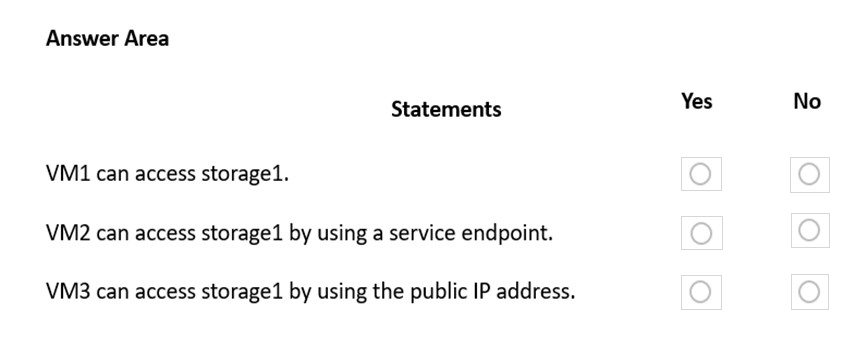 Answer Area
Statements Yes No
VM1 can access storage1.
VM2 can access storage1 by using a service endpoint.
VM3 can access storage1 by using the public IP address.